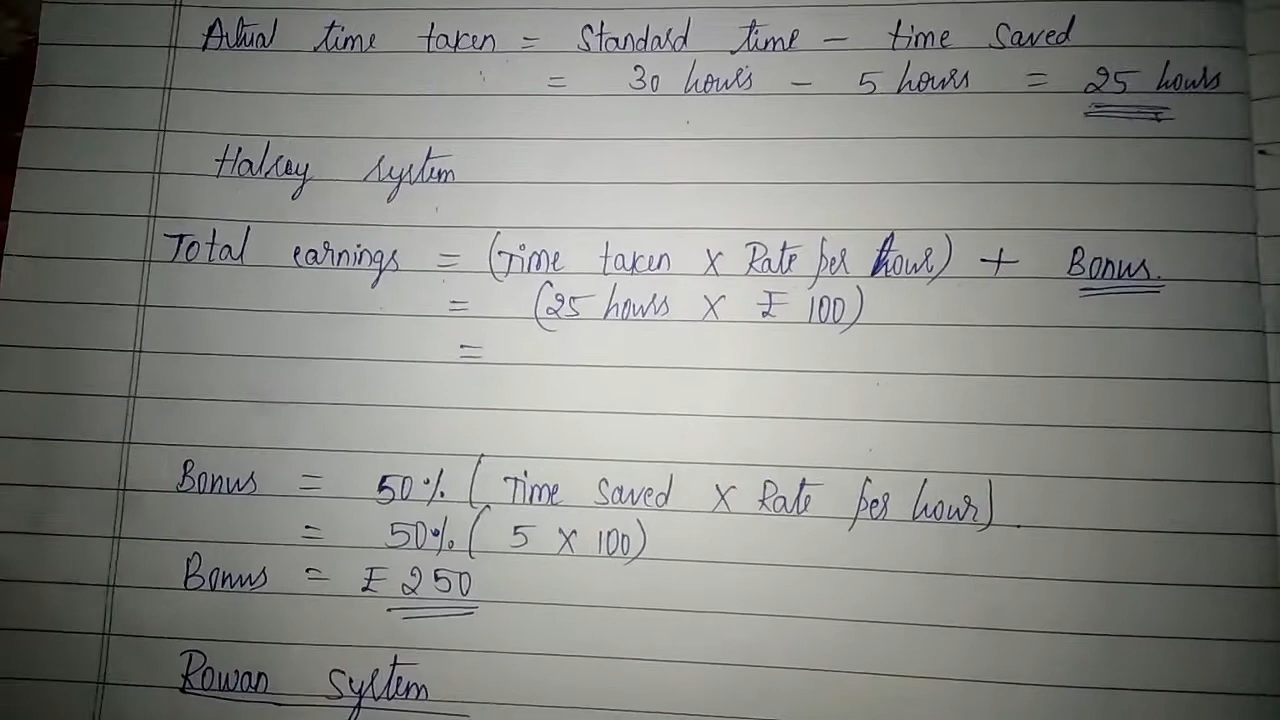 Actual time taken = Standard time - time saved
= 30 hours - 5 hours = 25 hours
Halsey system
Total earnings = (Time taken X Rate per hour) + Bonus.
= (25 hours X ₹ 100)
=
Bonus = 50% (Time saved X Rate per hour)
= 50% (5 X 100)
Bonus = ₹ 250
Rowan system